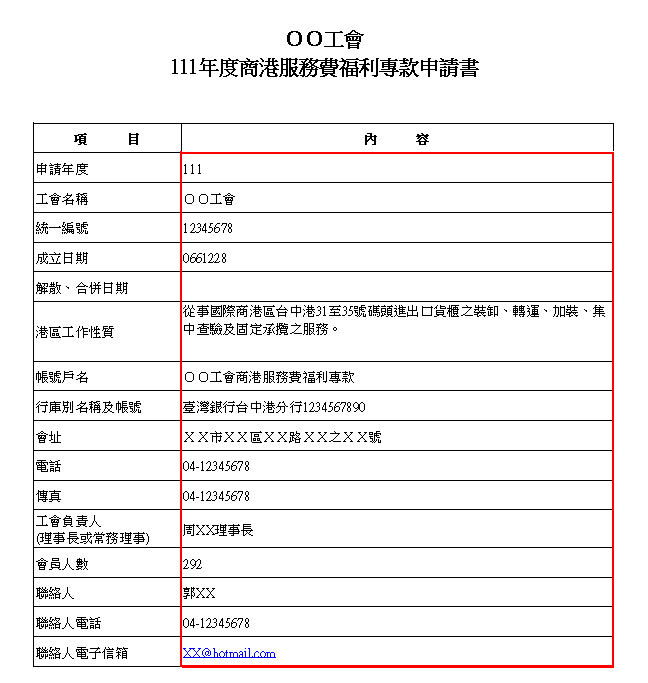 ＯＯ工會
111年度商港服務費福利專款申請書
項　　目　　內　　容
申請年度　111
工會名稱　ＯＯ工會
統一編號　12345678
成立日期　0661228
解散、合併日期
港區工作性質　從事國際商港區台中港31至35號碼頭進出口貨櫃之裝卸、轉運、加裝、集
中查驗及固定承攬之服務。
帳號戶名　ＯＯ工會商港服務費福利專款
行庫別名稱及帳號　臺灣銀行台中港分行1234567890
會址　ＸＸ市ＸＸ區ＸＸ路ＸＸ之ＸＸ號
電話　04-12345678
傳真　04-12345678
工會負責人
(理事長或常務理事)　周XX理事長
會員人數　292
聯絡人　郭XX
聯絡人電話　04-12345678
聯絡人電子信箱　XX@hotmail.com